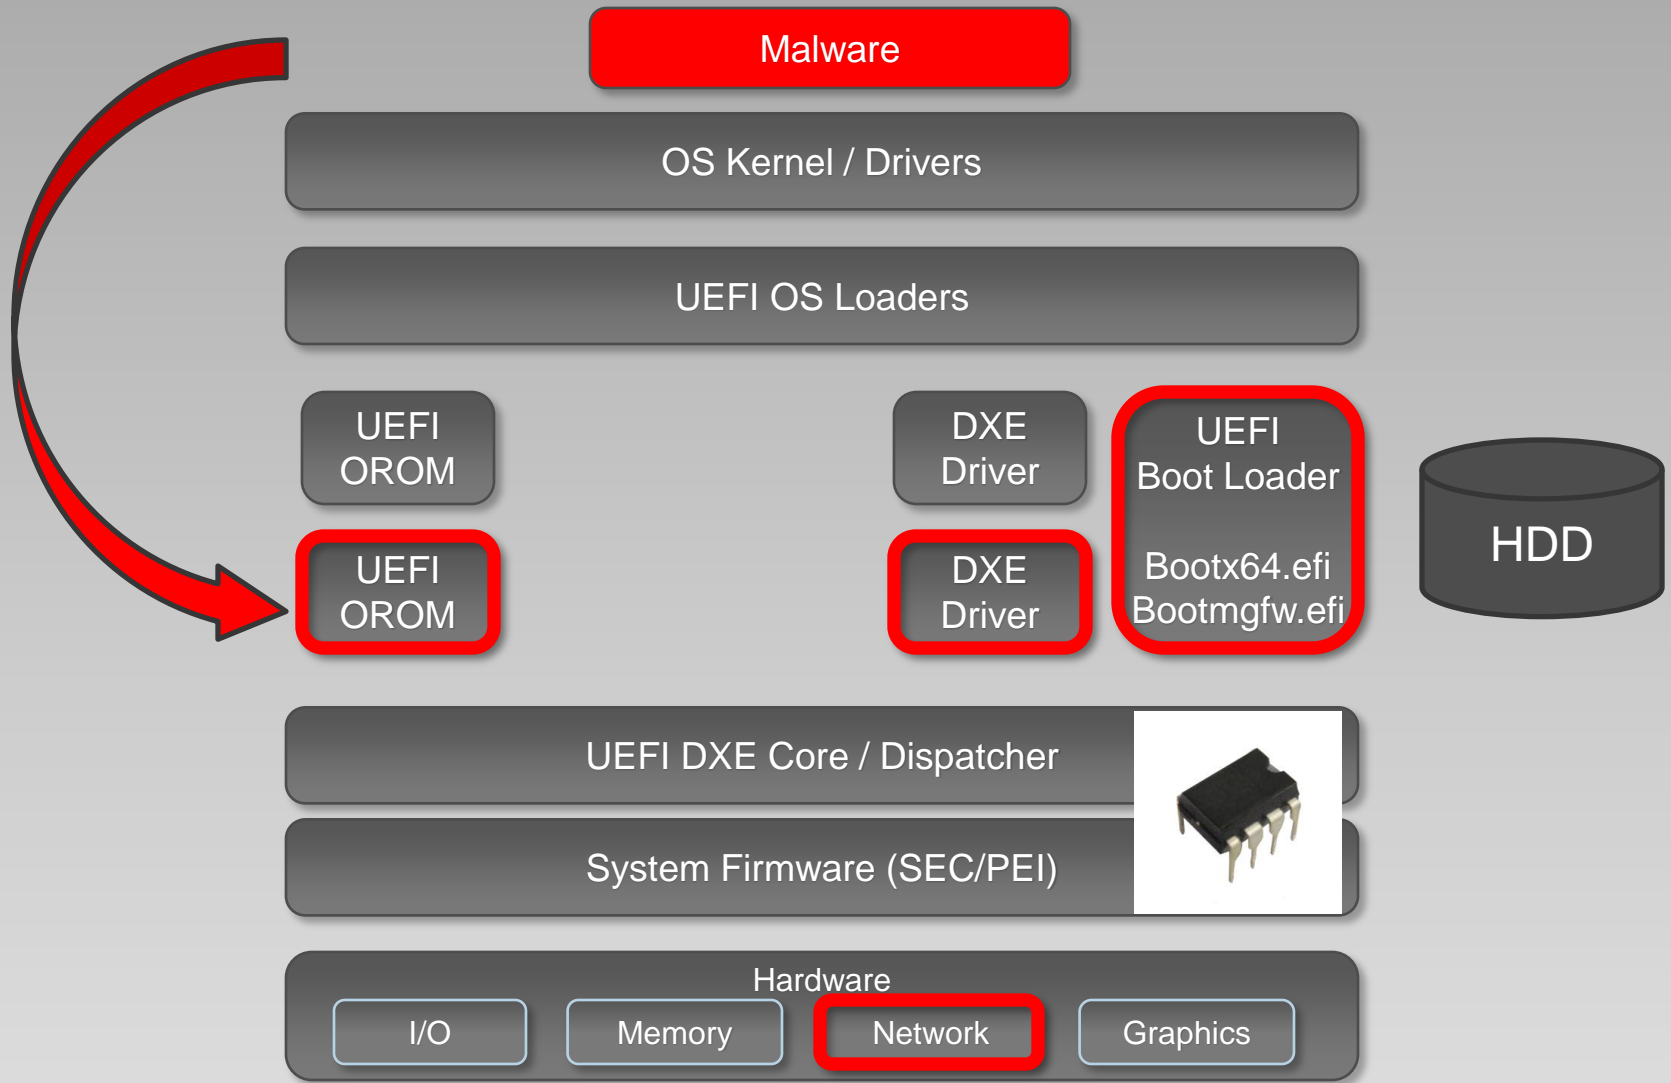 Malware
OS Kernel / Drivers
UEFI OS Loaders
UEFI
OROM
DXE
Driver
UEFI
Boot Loader
Bootx64.efi
Bootmgfw.efi
UEFI
OROM
DXE
Driver
HDD
UEFI DXE Core / Dispatcher
System Firmware (SEC/PEI)
Hardware
I/O
Memory
Network
Graphics